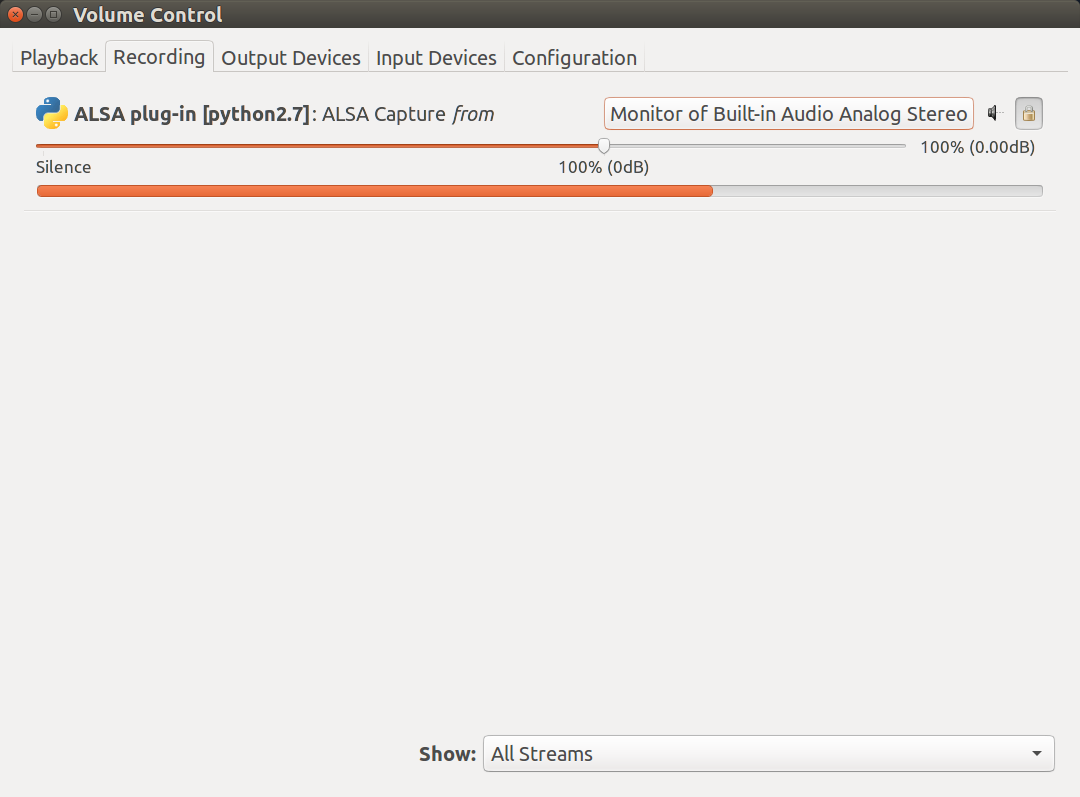 Volume Control
Playback Recording Output Devices Input Devices Configuration
ALSA plug-in [python2.7]: ALSA Capture from Monitor of Built-in Audio Analog Stereo
100% (0.00dB)
Silence 100% (0dB)
Show: All Streams